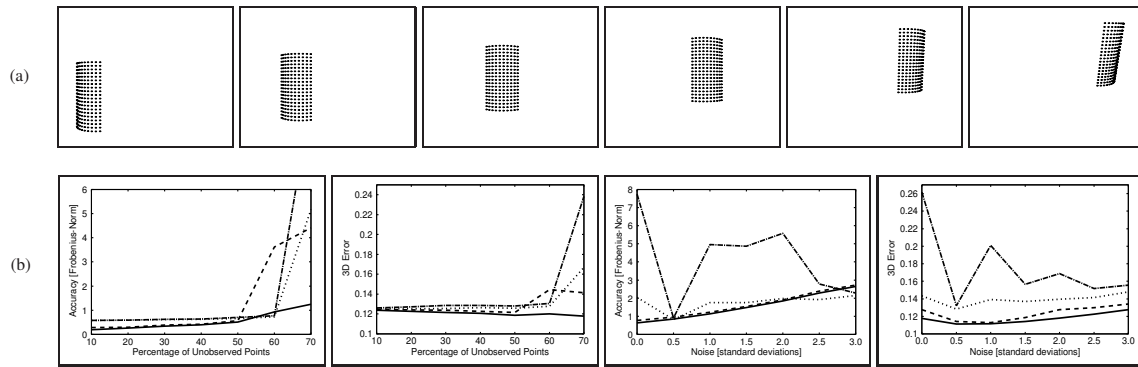 (a)
(b)
6
5
4
3
2
1
0
Accuracy [Frobenius-Norm]
10 20 30 40 50 60 70
Percentage of Unobserved Points
0.24
0.22
0.2
0.18
0.16
0.14
0.12
0.1
3D Error
10 20 30 40 50 60 70
Percentage of Unobserved Points
8
7
6
5
4
3
2
1
0
Accuracy [Frobenius-Norm]
0.0 0.5 1.0 1.5 2.0 2.5 3.0
Noise [standard deviations]
0.26
0.24
0.22
0.2
0.18
0.16
0.14
0.12
0.1
3D Error
0.0 0.5 1.0 1.5 2.0 2.5 3.0
Noise [standard deviations]